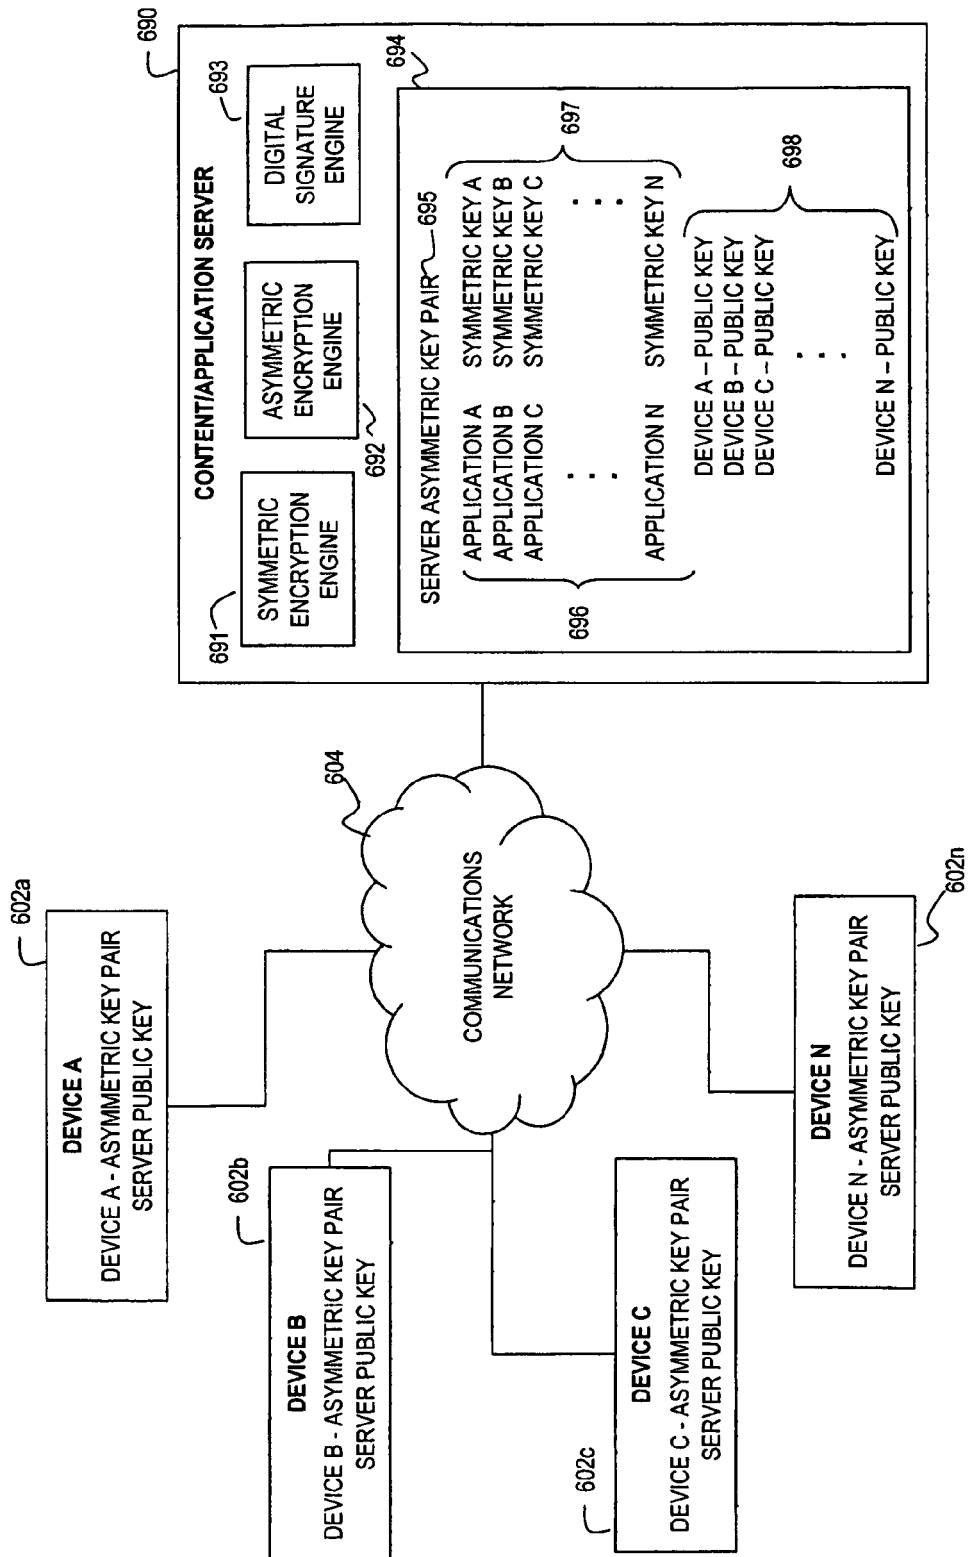 602a
DEVICE A
DEVICE A - ASYMMETRIC KEY PAIR
SERVER PUBLIC KEY
602b
DEVICE B
DEVICE B - ASYMMETRIC KEY PAIR
SERVER PUBLIC KEY
602c
DEVICE C
DEVICE C - ASYMMETRIC KEY PAIR
SERVER PUBLIC KEY
602n
DEVICE N
DEVICE N - ASYMMETRIC KEY PAIR
SERVER PUBLIC KEY
604
COMMUNICATIONS
NETWORK
690
CONTENT/APPLICATION SERVER
691
SYMMETRIC
ENCRYPTION
ENGINE
692
ASYMMETRIC
ENCRYPTION
ENGINE
693
DIGITAL
SIGNATURE
ENGINE
694
SERVER ASYMMETRIC KEY PAIR 695
APPLICATION A SYMMETRIC KEY A
APPLICATION B SYMMETRIC KEY B
APPLICATION C SYMMETRIC KEY C
. . . . . .
APPLICATION N SYMMETRIC KEY N
696
697
DEVICE A – PUBLIC KEY
DEVICE B – PUBLIC KEY
DEVICE C – PUBLIC KEY
. . .
DEVICE N – PUBLIC KEY
698